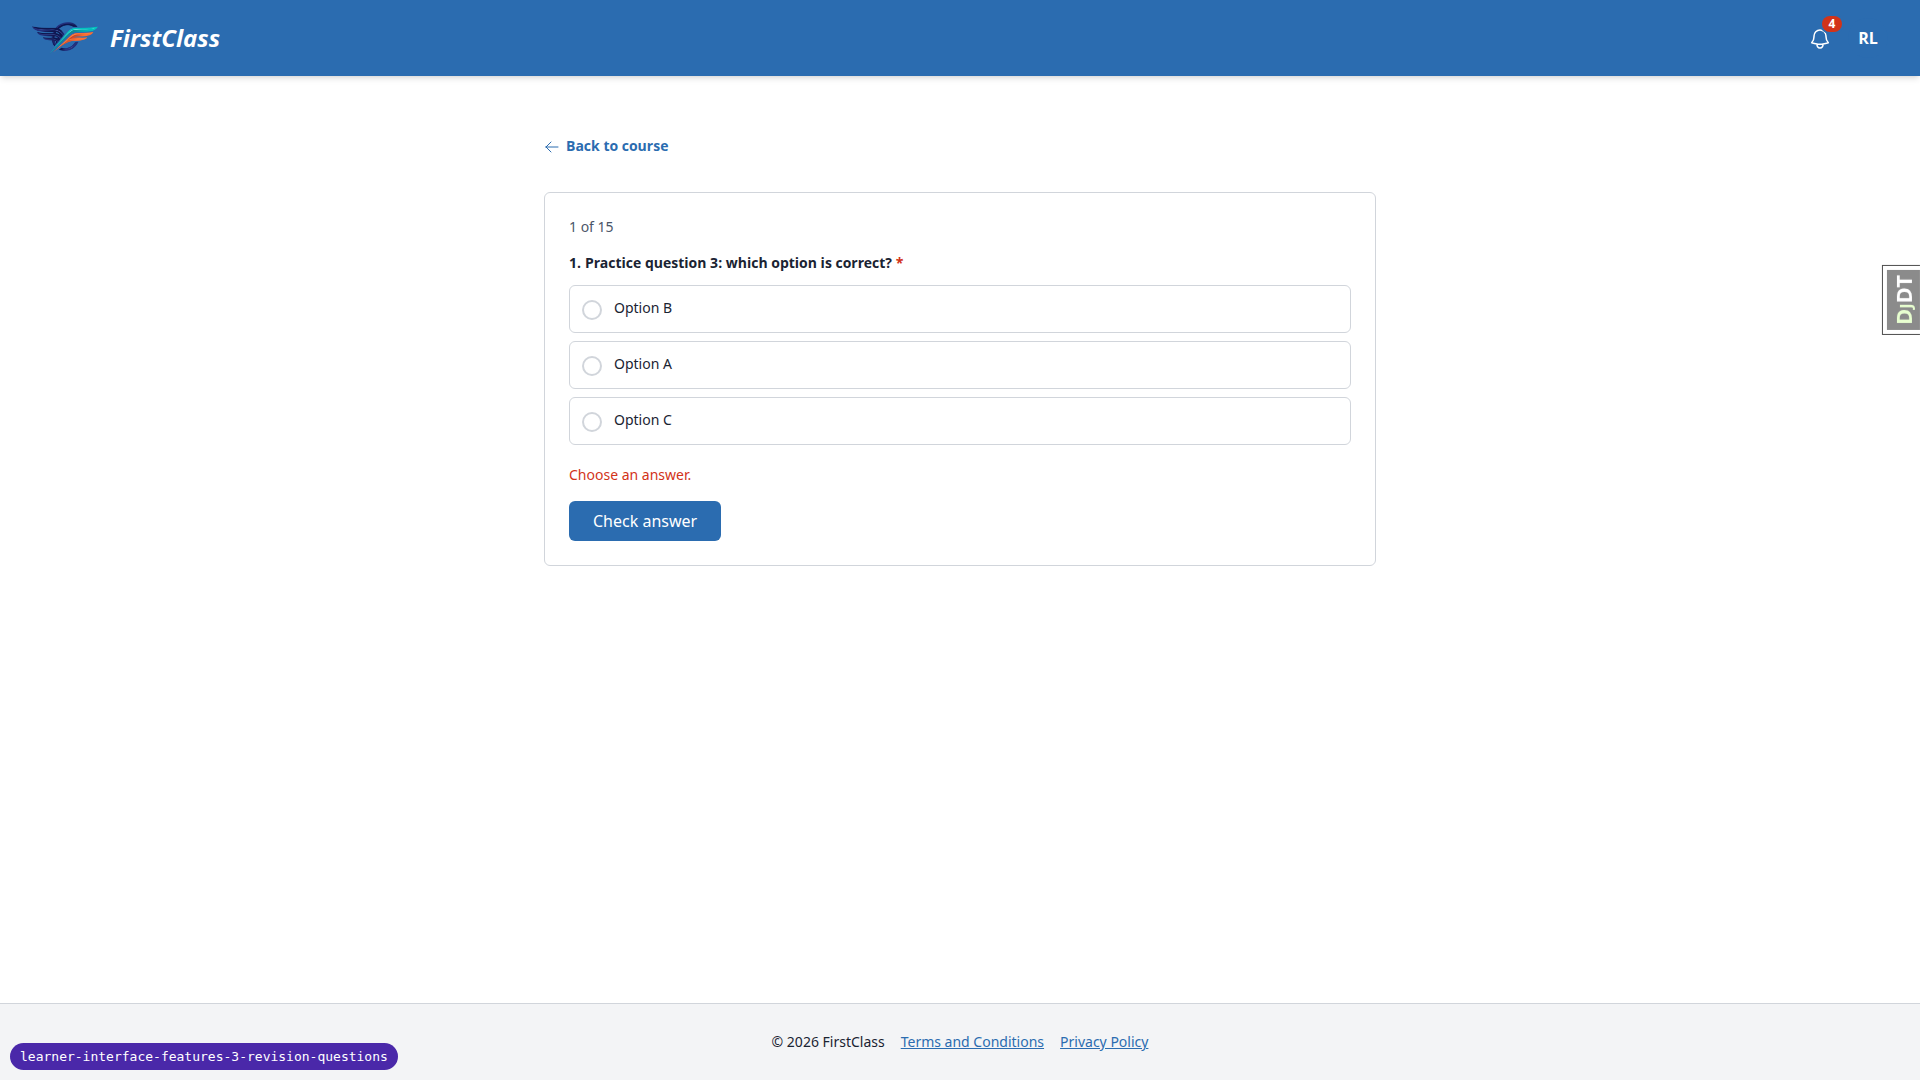 FirstClass
4
RL
Back to course
1 of 15
1. Practice question 3: which option is correct? *
Option B
Option A
Option C
Choose an answer.
Check answer
DjDT
© 2026 FirstClass Terms and Conditions Privacy Policy
learner-interface-features-3-revision-questions